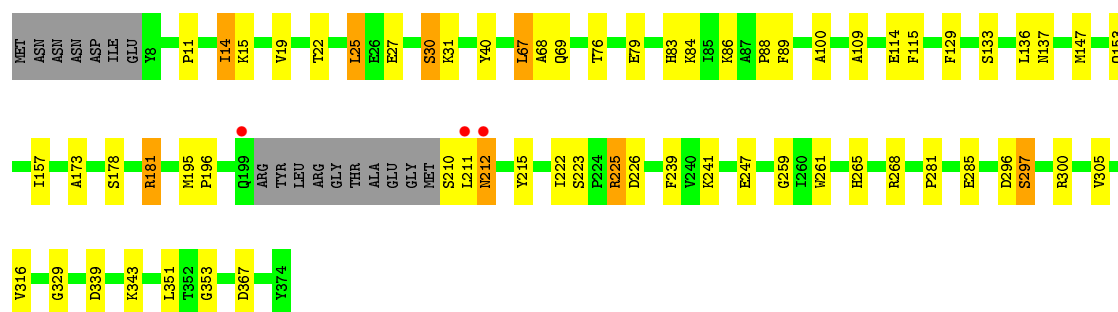 MET ASN ASN ASN ASP ILE GLU Y8 P11 I14 K15 V19 T22 L25 E26 E27 S30 K31 Y40 L67 A68 Q69 T76 E79 H83 K84 I85 K86 A87 P88 F89 A100 A109 E114 F115 F129 S133 L136 N137 M147 Q153
I157 A173 S178 R181 M195 P196 Q199 ARG TYR LEU ARG GLY THR ALA GLU GLY MET S210 L211 N212 Y215 I222 S223 P224 R225 D226 F239 V240 K241 E247 G259 I260 W261 H265 R268 P281 E285 D296 S297 R300 V305
V316 G329 D339 K343 L351 T352 G353 D367 Y374